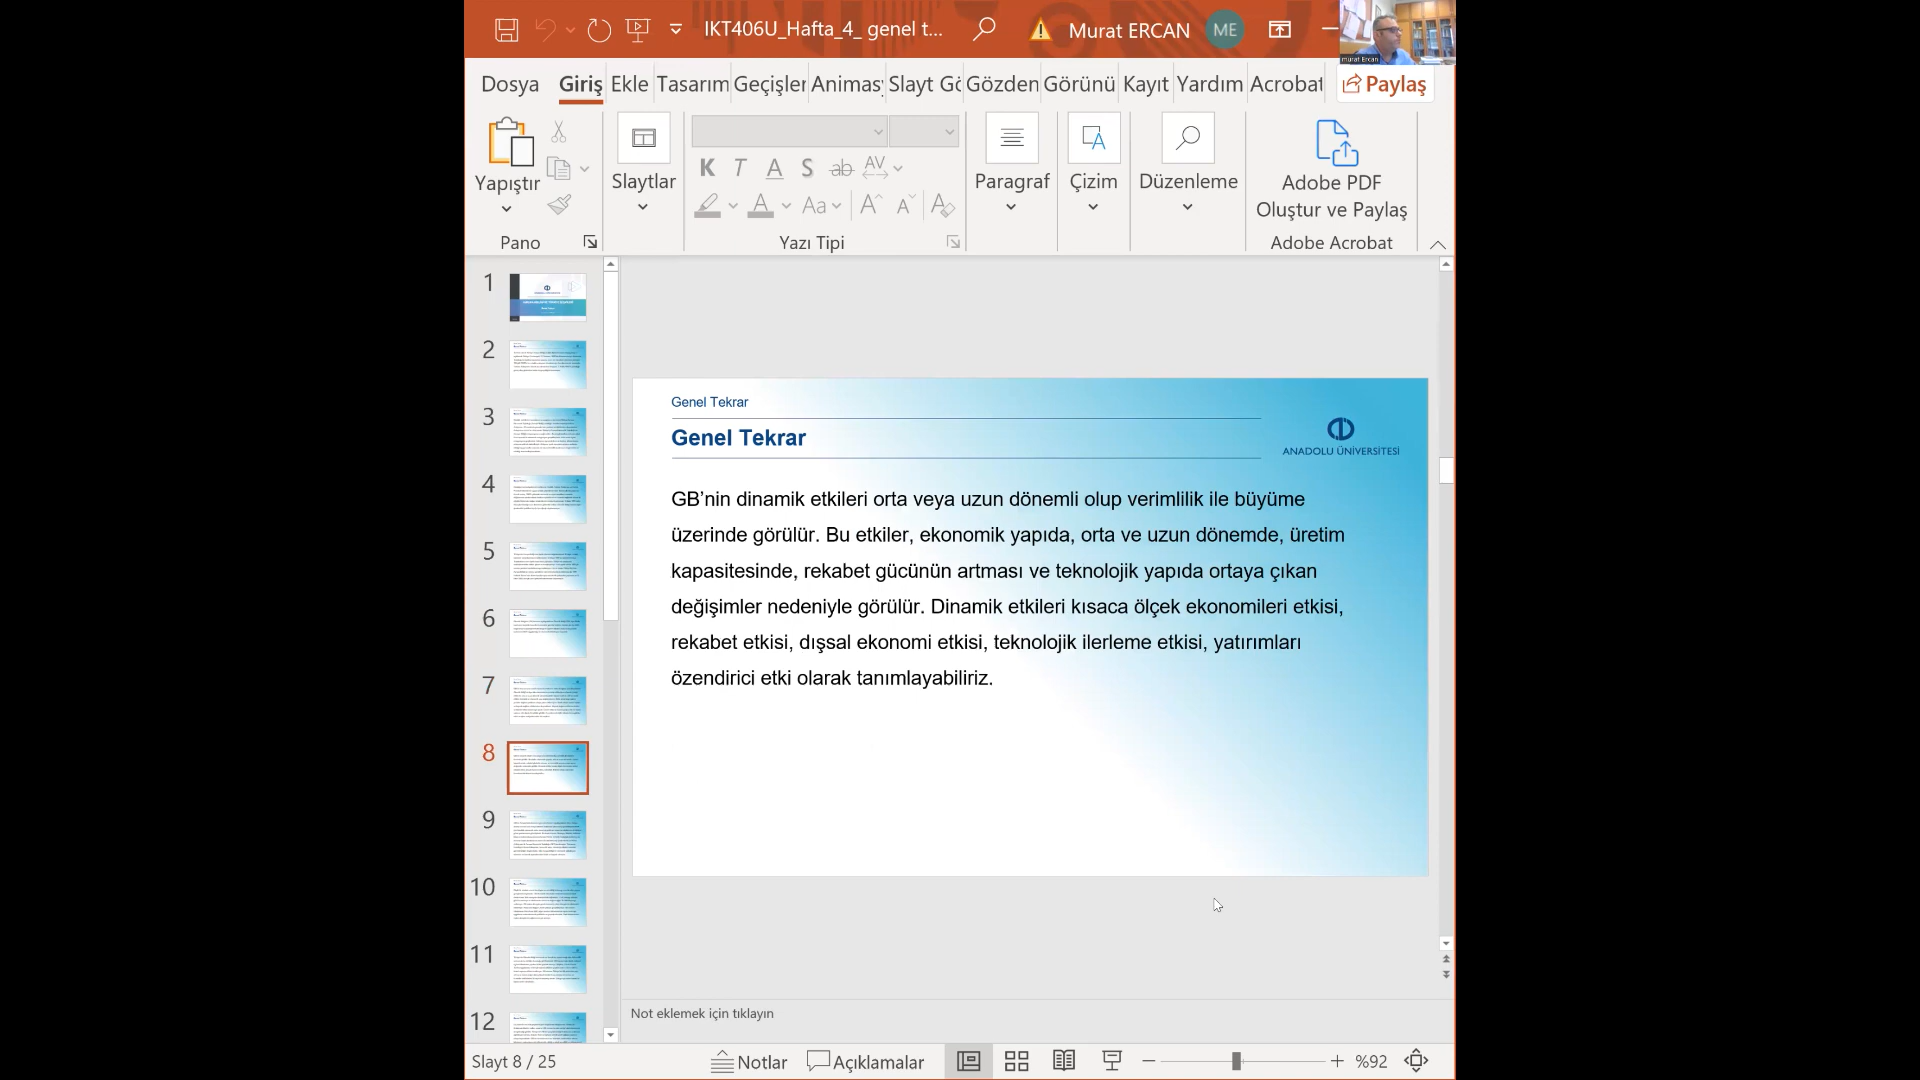 IKT406U_Hafta_4_ genel t...
Murat ERCAN
ME
murat Ercan
Dosya
Giriş
Ekle
Tasarım
Geçişler
Animas
Slayt Gö
Gözden
Görünü
Kayıt
Yardım
Acrobat
Paylaş
Yapıştır
Slaytlar
K T A S ab AV
A Aa A A A
Paragraf
Çizim
Düzenleme
Adobe PDF
Oluştur ve Paylaş
Pano
Yazı Tipi
Adobe Acrobat
1
2
3
4
5
6
7
8
9
10
11
12
Genel Tekrar
Genel Tekrar
ANADOLU ÜNİVERSİTESİ
GB’nin dinamik etkileri orta veya uzun dönemli olup verimlilik ile büyüme
üzerinde görülür. Bu etkiler, ekonomik yapıda, orta ve uzun dönemde, üretim
kapasitesinde, rekabet gücünün artması ve teknolojik yapıda ortaya çıkan
değişimler nedeniyle görülür. Dinamik etkileri kısaca ölçek ekonomileri etkisi,
rekabet etkisi, dışsal ekonomi etkisi, teknolojik ilerleme etkisi, yatırımları
özendirici etki olarak tanımlayabiliriz.
Not eklemek için tıklayın
Slayt 8 / 25
Notlar
Açıklamalar
%92